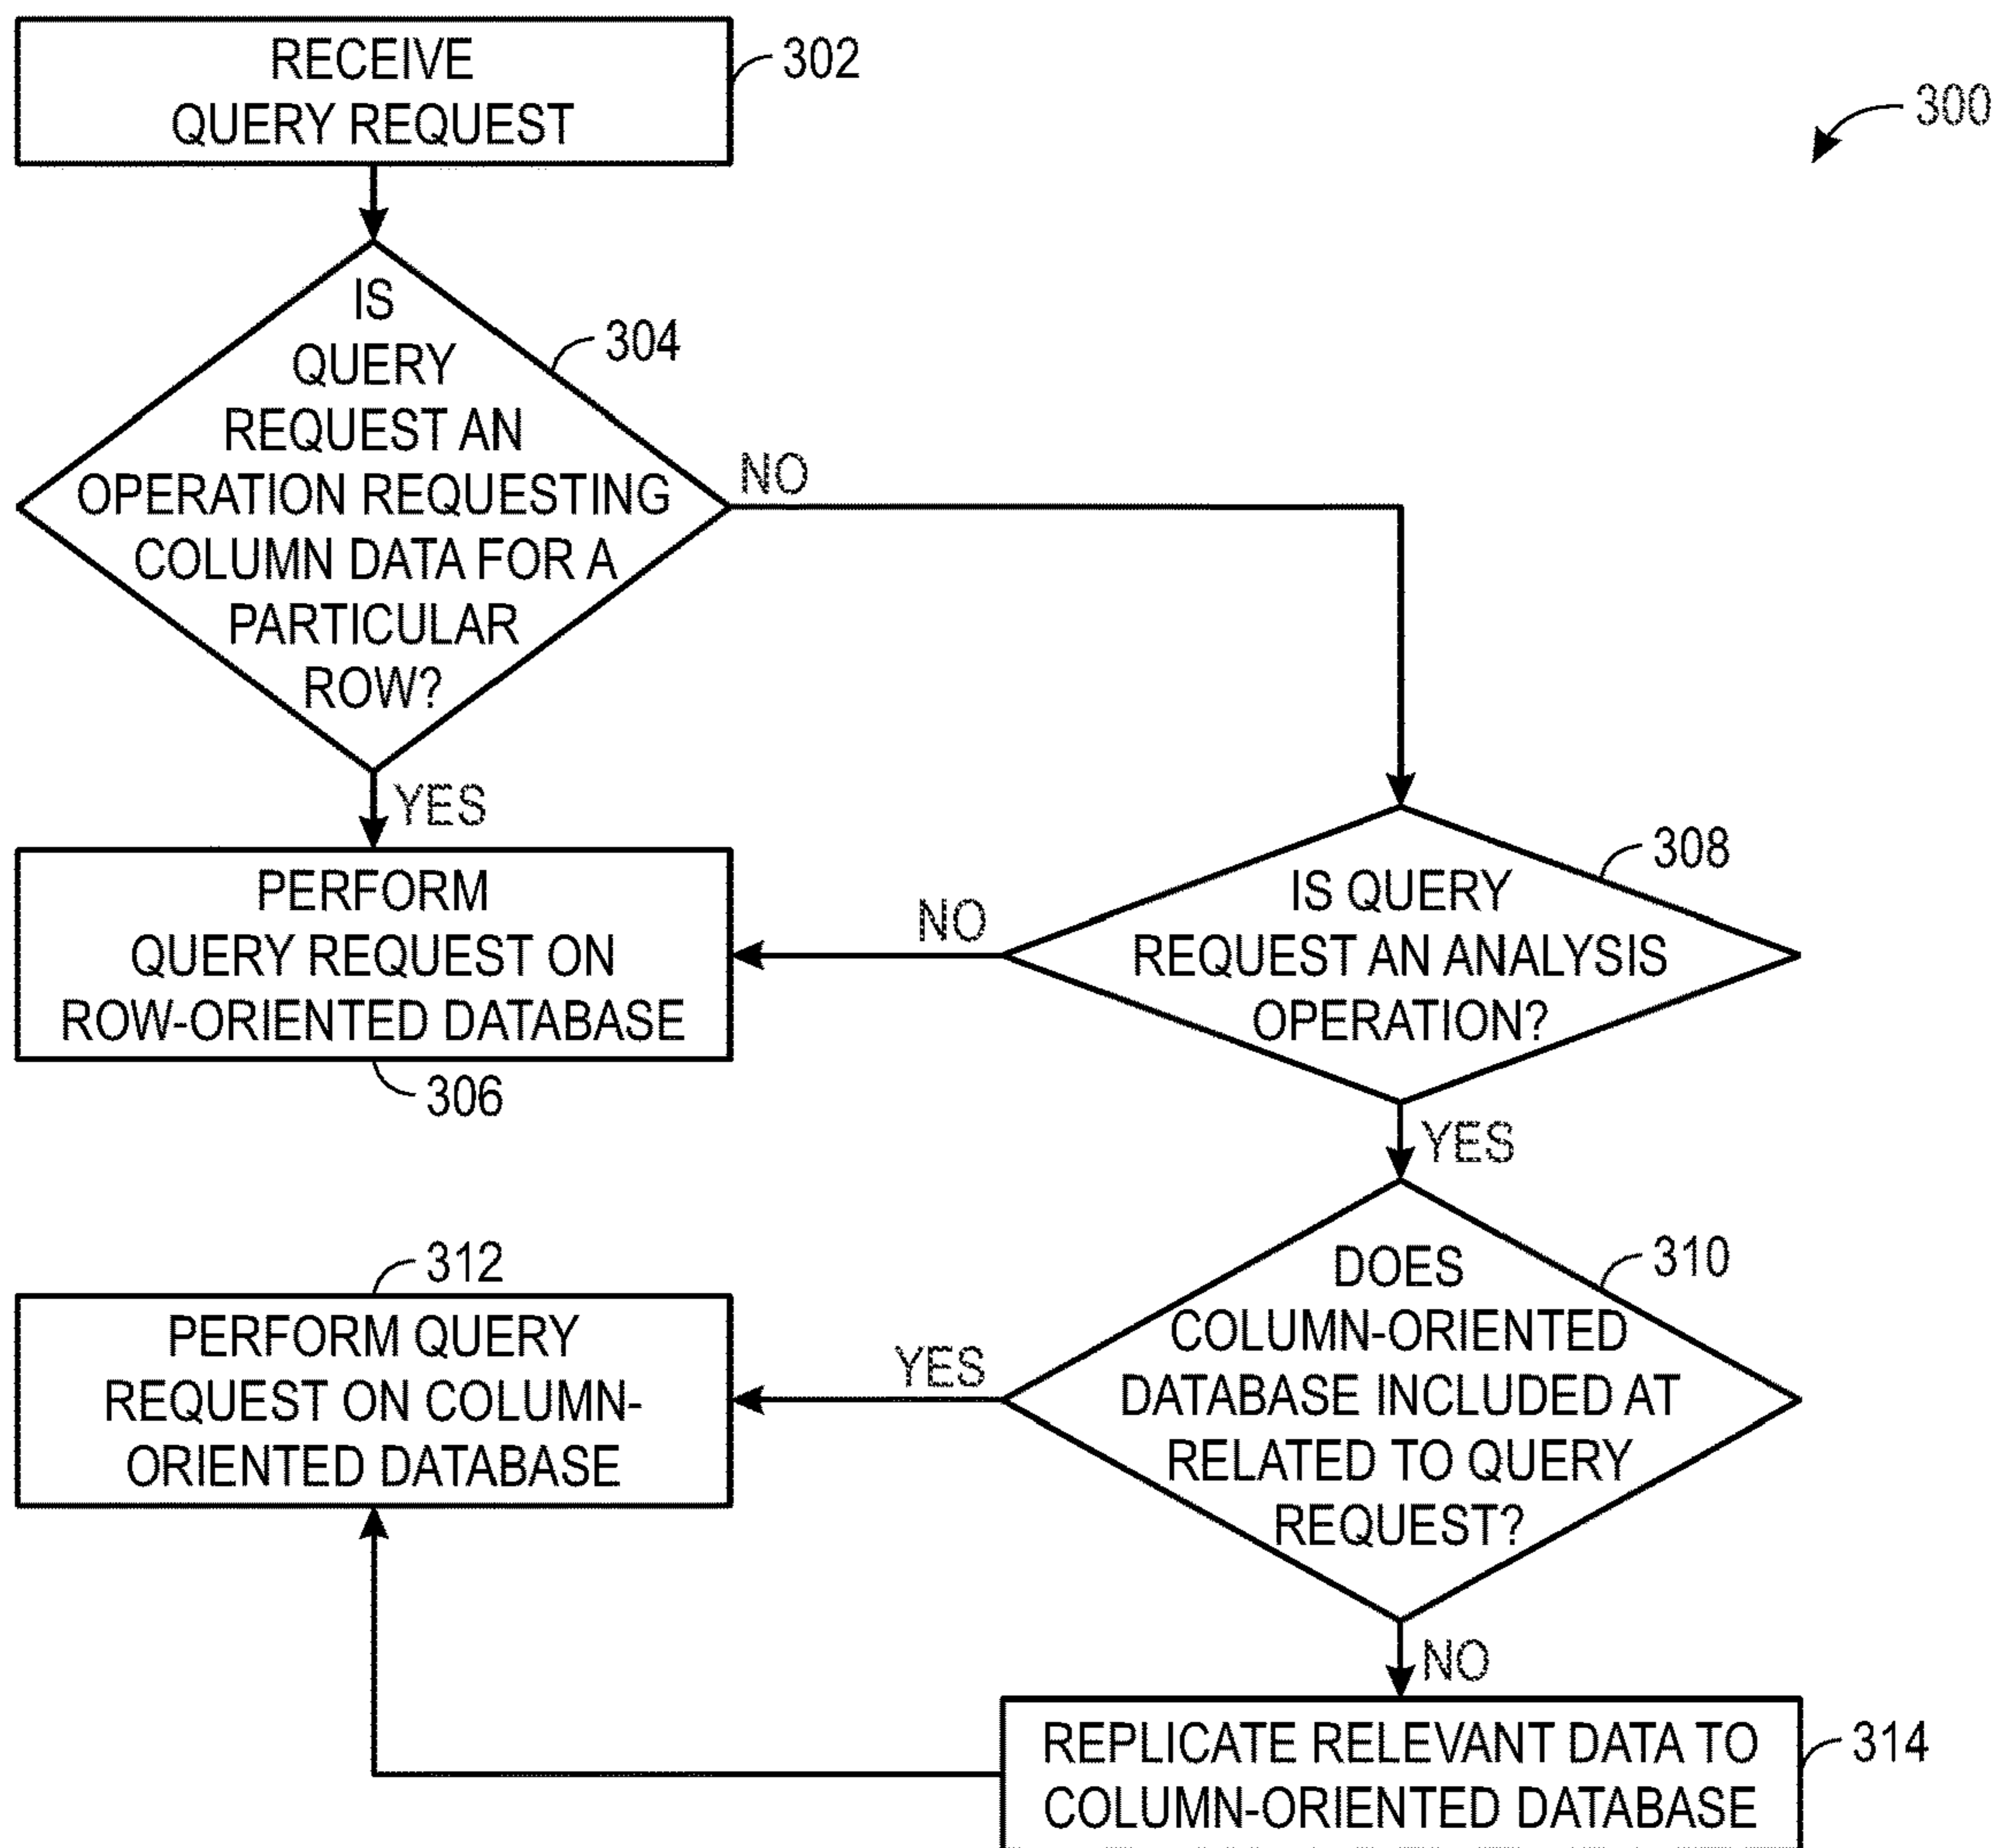 RECEIVE
QUERY REQUEST
302
300
IS
QUERY
REQUEST AN
OPERATION REQUESTING
COLUMN DATA FOR A
PARTICULAR
ROW?
304
NO
YES
PERFORM
QUERY REQUEST ON
ROW-ORIENTED DATABASE
306
NO
IS QUERY
REQUEST AN ANALYSIS
OPERATION?
308
YES
DOES
COLUMN-ORIENTED
DATABASE INCLUDED AT
RELATED TO QUERY
REQUEST?
310
YES
312
PERFORM QUERY
REQUEST ON COLUMN-
ORIENTED DATABASE
NO
REPLICATE RELEVANT DATA TO
COLUMN-ORIENTED DATABASE
314